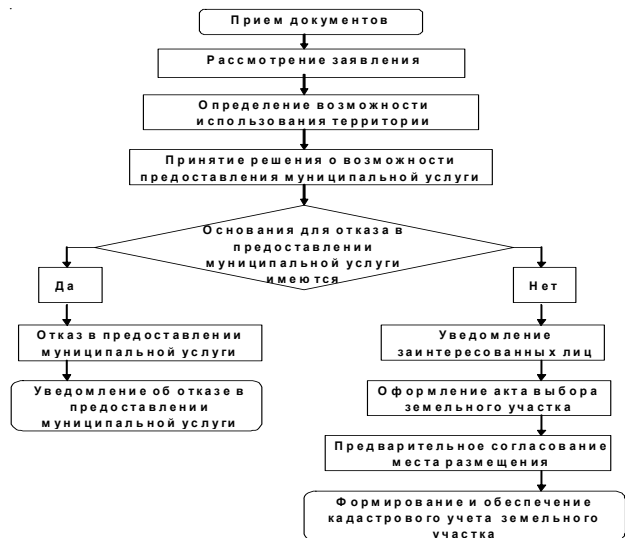 Прием документов
Рассмотрение заявления
Определение возможности
использования территории
Принятие решения о возможности
предоставления муниципальной услуги
Основания для отказа в
предоставлении
муниципальной услуги
имеются
Да
Нет
Отказ в предоставлении
муниципальной услуги
Уведомление об отказе в
предоставлении
муниципальной услуги
Уведомление
заинтересованных лиц
Оформление акта выбора
земельного участка
Предварительное согласование
места размещения
Формирование и обеспечение
кадастрового учета земельного
участка